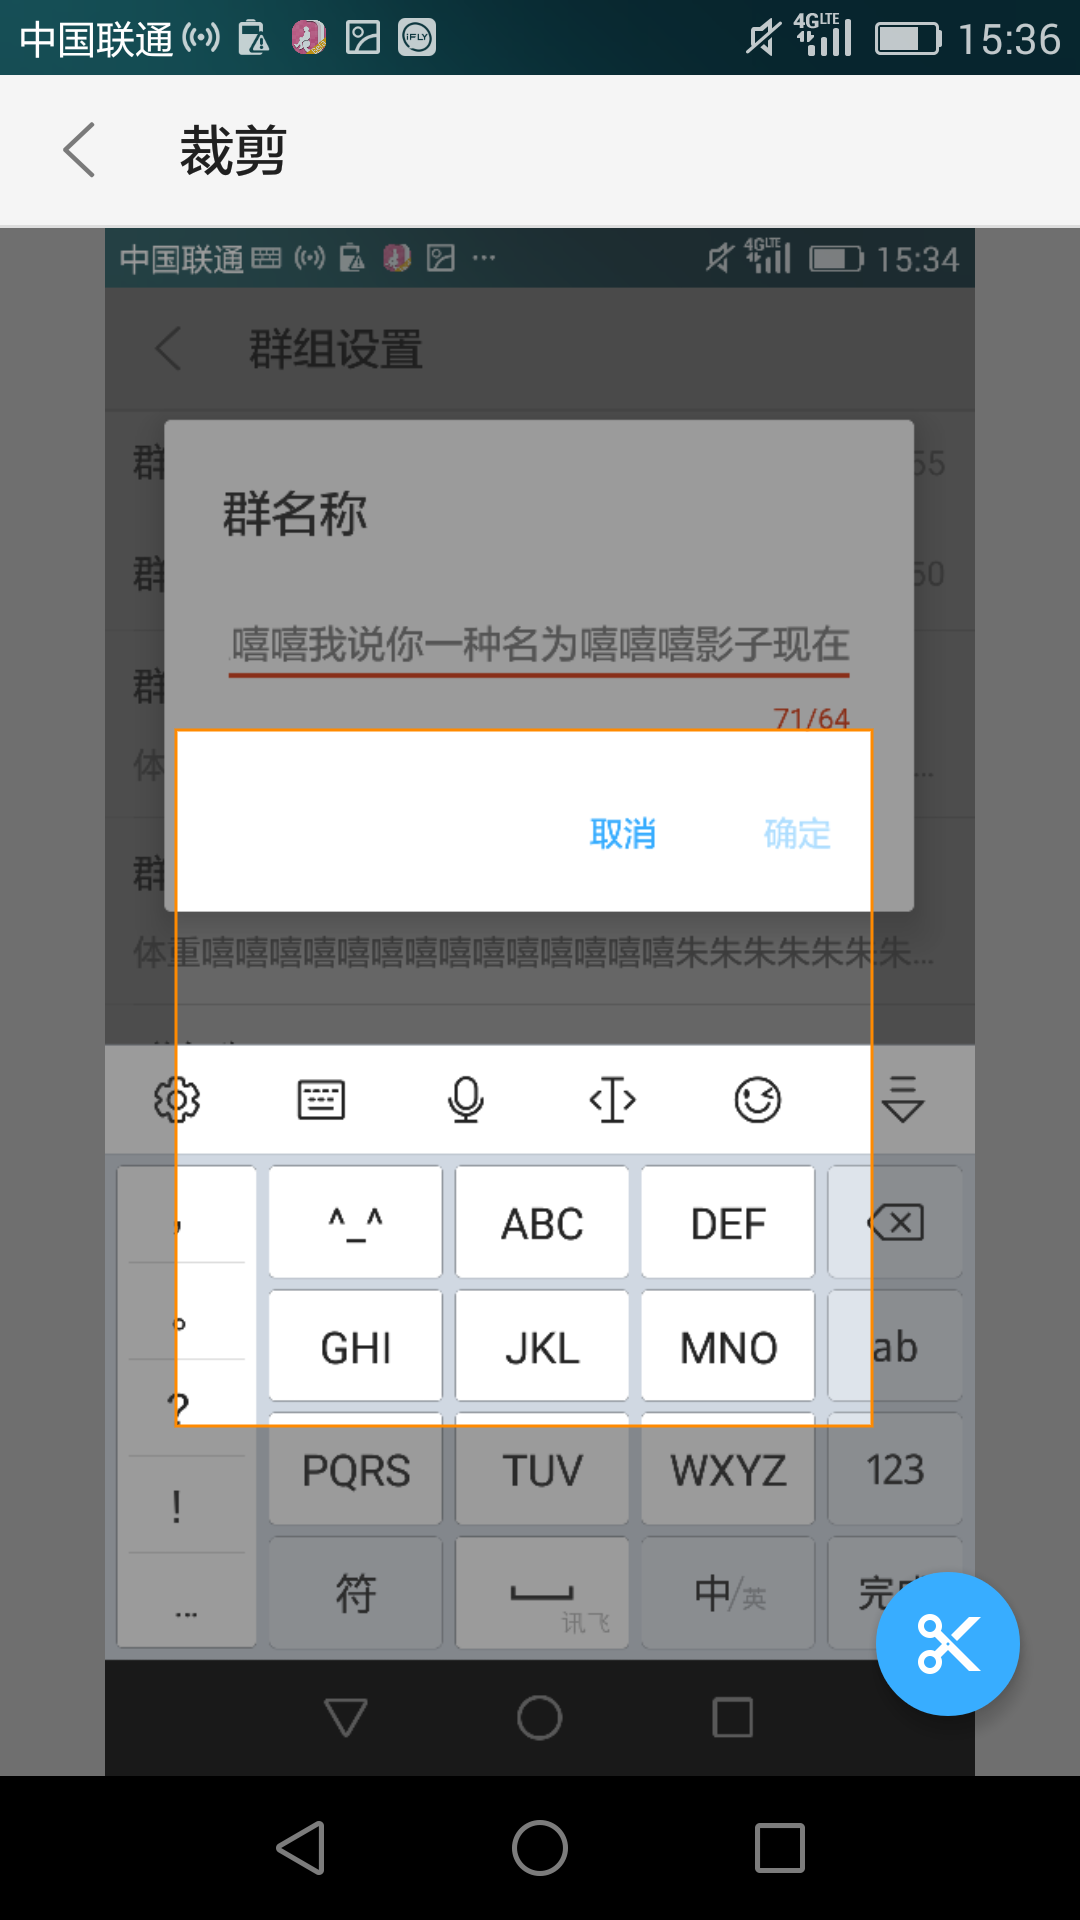 中国联通 iFLY 4G LTE 15:36
裁剪
中国联通 ... 4G LTE 15:34
群组设置
群 55
群名称
群 50
嘻嘻我说你一种名为嘻嘻嘻影子现在
群
71/64
体 ...
取消 确定
群
体重嘻嘻嘻嘻嘻嘻嘻嘻嘻嘻嘻嘻嘻嘻朱朱朱朱朱朱朱...
, ^_^ ABC DEF
。 GHI JKL MNO ab
?
PQRS TUV WXYZ 123
!
符 讯飞 中/英 完
...